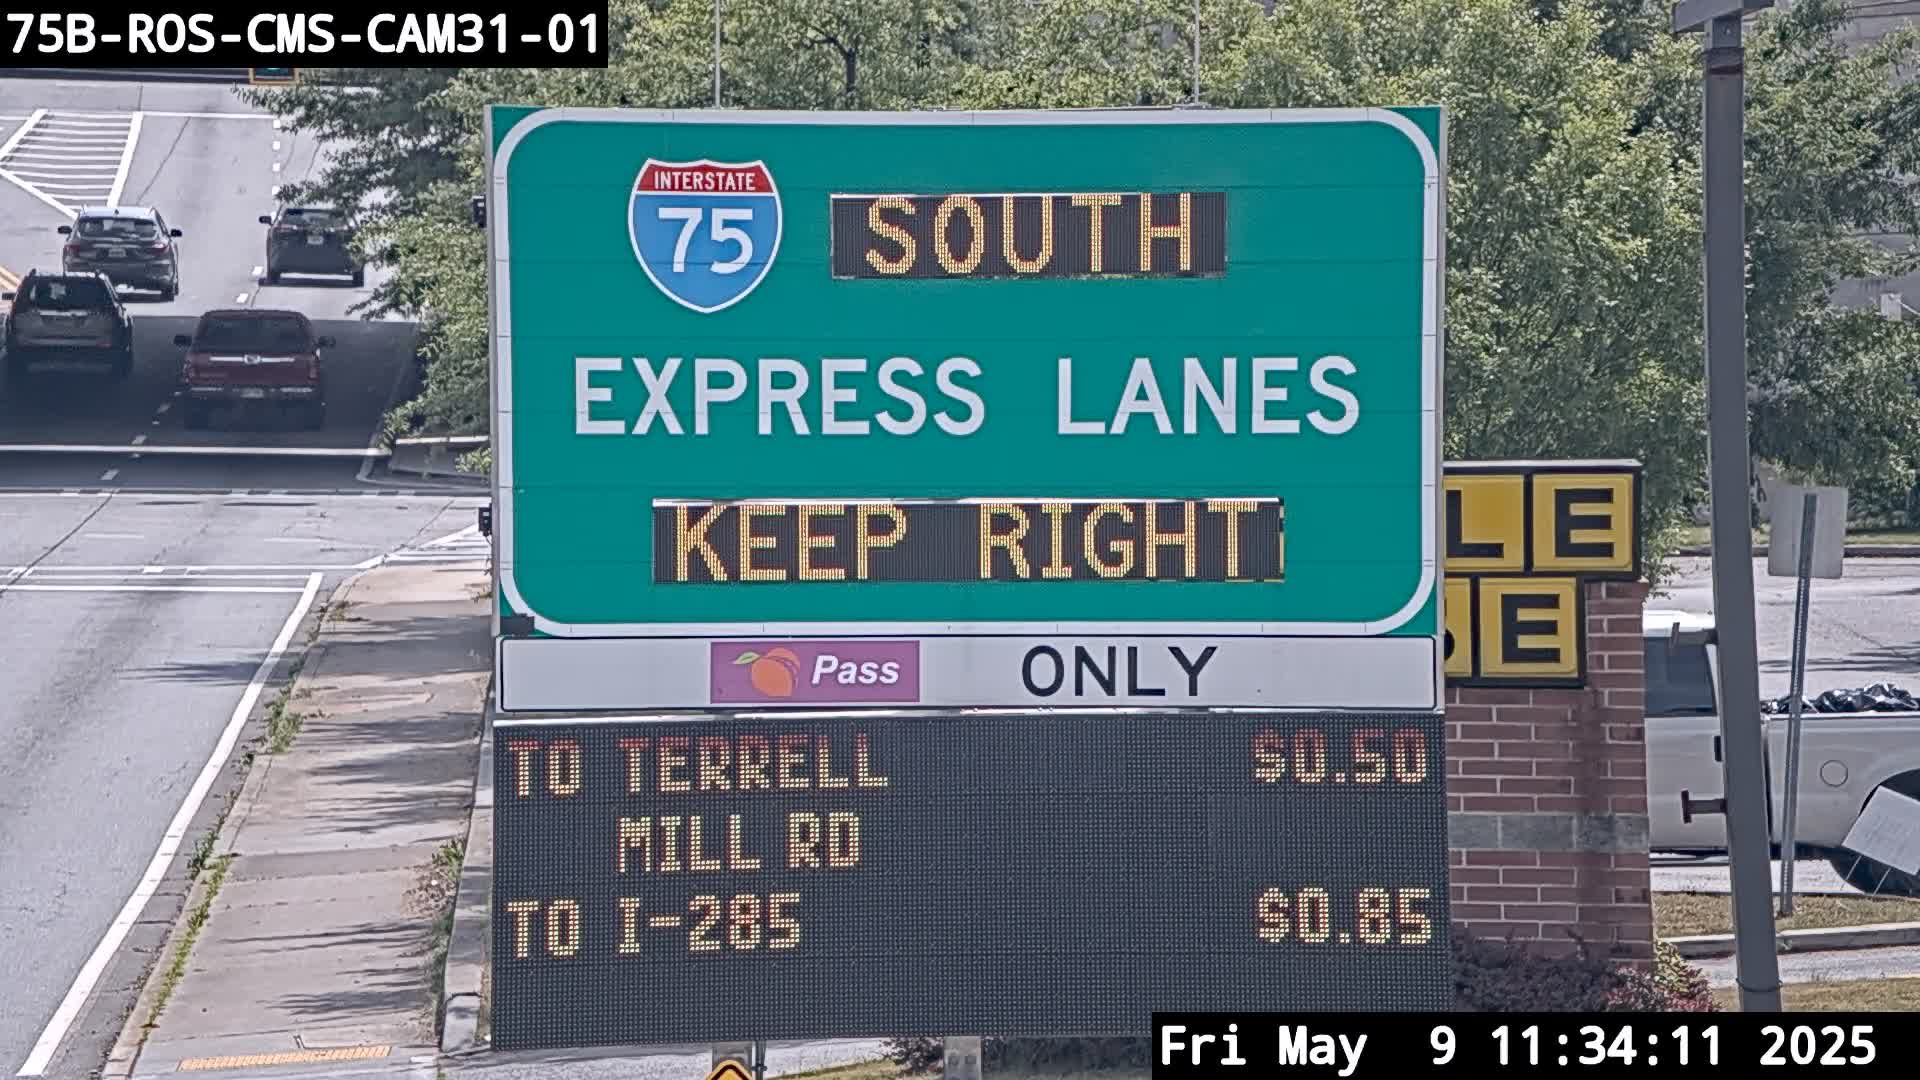 75B-ROS-CMS-CAM31-01
INTERSTATE
75
SOUTH
EXPRESS LANES
KEEP RIGHT
Pass ONLY
TO TERRELL $0.50
MILL RD
TO I-285 $0.85
LE
E
Fri May 9 11:34:11 2025